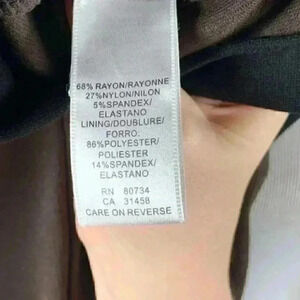 68% RAYON/RAYONNE
27%NYLON/NILON
5%SPANDEX/
ELASTANO
LINING/DOUBLURE/
FORRO:
86%POLYESTER/
POLIESTER
14%SPANDEX/
ELASTANO
RN 80734
CA 31458
CARE ON REVERSE